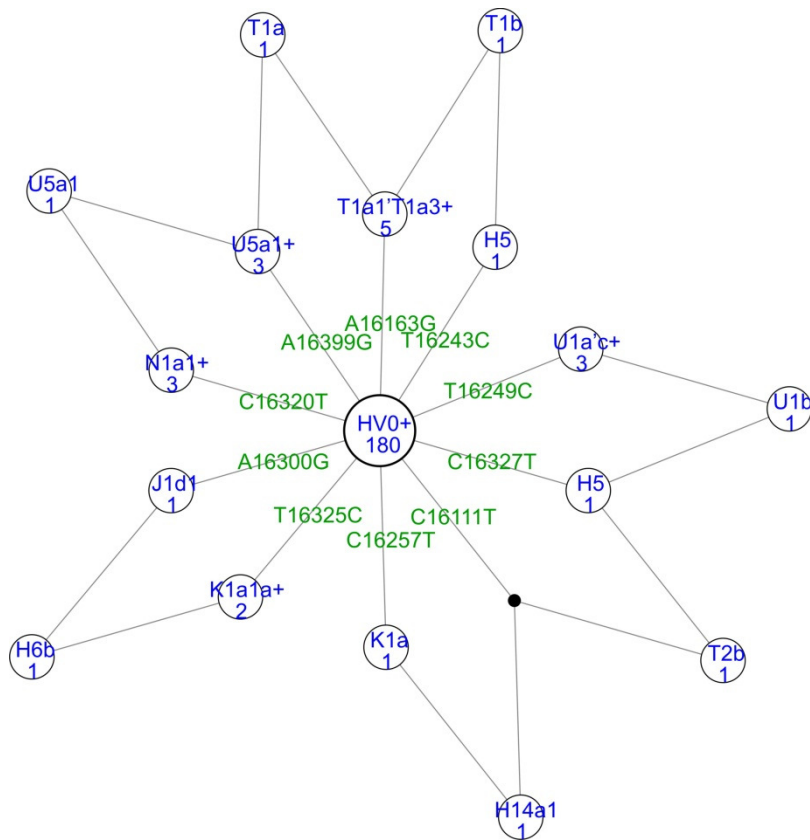 T1a
1
T1b
1
U5a1
1
T1a1'T1a3+
5
U5a1+
3
H5
1
A16163G
A16399G
T16243C
U1a'c+
3
N1a1+
3
T16249C
C16320T
U1b
1
HV0+
180
A16300G
C16327T
J1d1
1
H5
1
T16325C
C16111T
C16257T
K1a1a+
2
K1a
1
H6b
1
T2b
1
H14a1
1